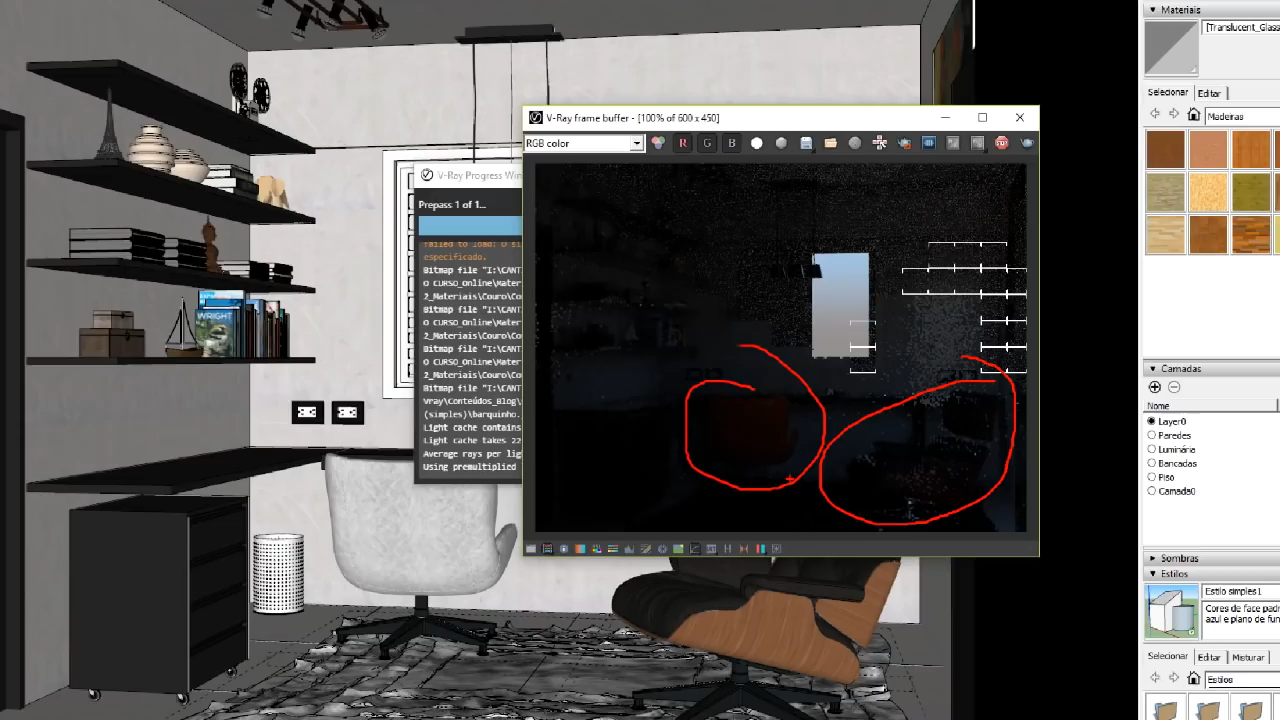 Materiais
[Translucent_Glass
Selecionar
Editar
Madeiras
V-Ray frame buffer - [100% of 600 x 450]
RGB color
R
G
B
V-Ray Progress Win
Prepass 1 of 1...
failed to load: O si
especificado.
Bitmap file "I:\CANT
O CURSO_Online\Mater
2_Materiais\Couro\Co
Bitmap file "I:\CANT
O CURSO_Online\Mater
2_Materiais\Couro\Co
Bitmap file "I:\CANT
O CURSO_Online\Mater
2_Materiais\Couro\Co
Bitmap file "I:\CANT
Vray\Conteúdos_Blog\
(simples)\barquinho.
Light cache contains
Light cache takes 22
Average rays per lig
Using premultiplied
WRIGHT
Camadas
Nome
Layer0
Paredes
Luminária
Bancadas
Piso
Camada0
Sombras
Estilos
Estilo simples1
Cores de face padr
azul e plano de fun
Selecionar
Editar
Misturar
Estilos